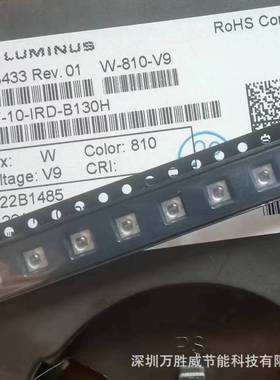 LUMINUS
RoHS Co
433 Rev. 01 W-810-V9
-10-IRD-B130H
x: W Color: 810
ltage: V9 CRI:
22B1485
PS
深圳万胜威节能科技有限